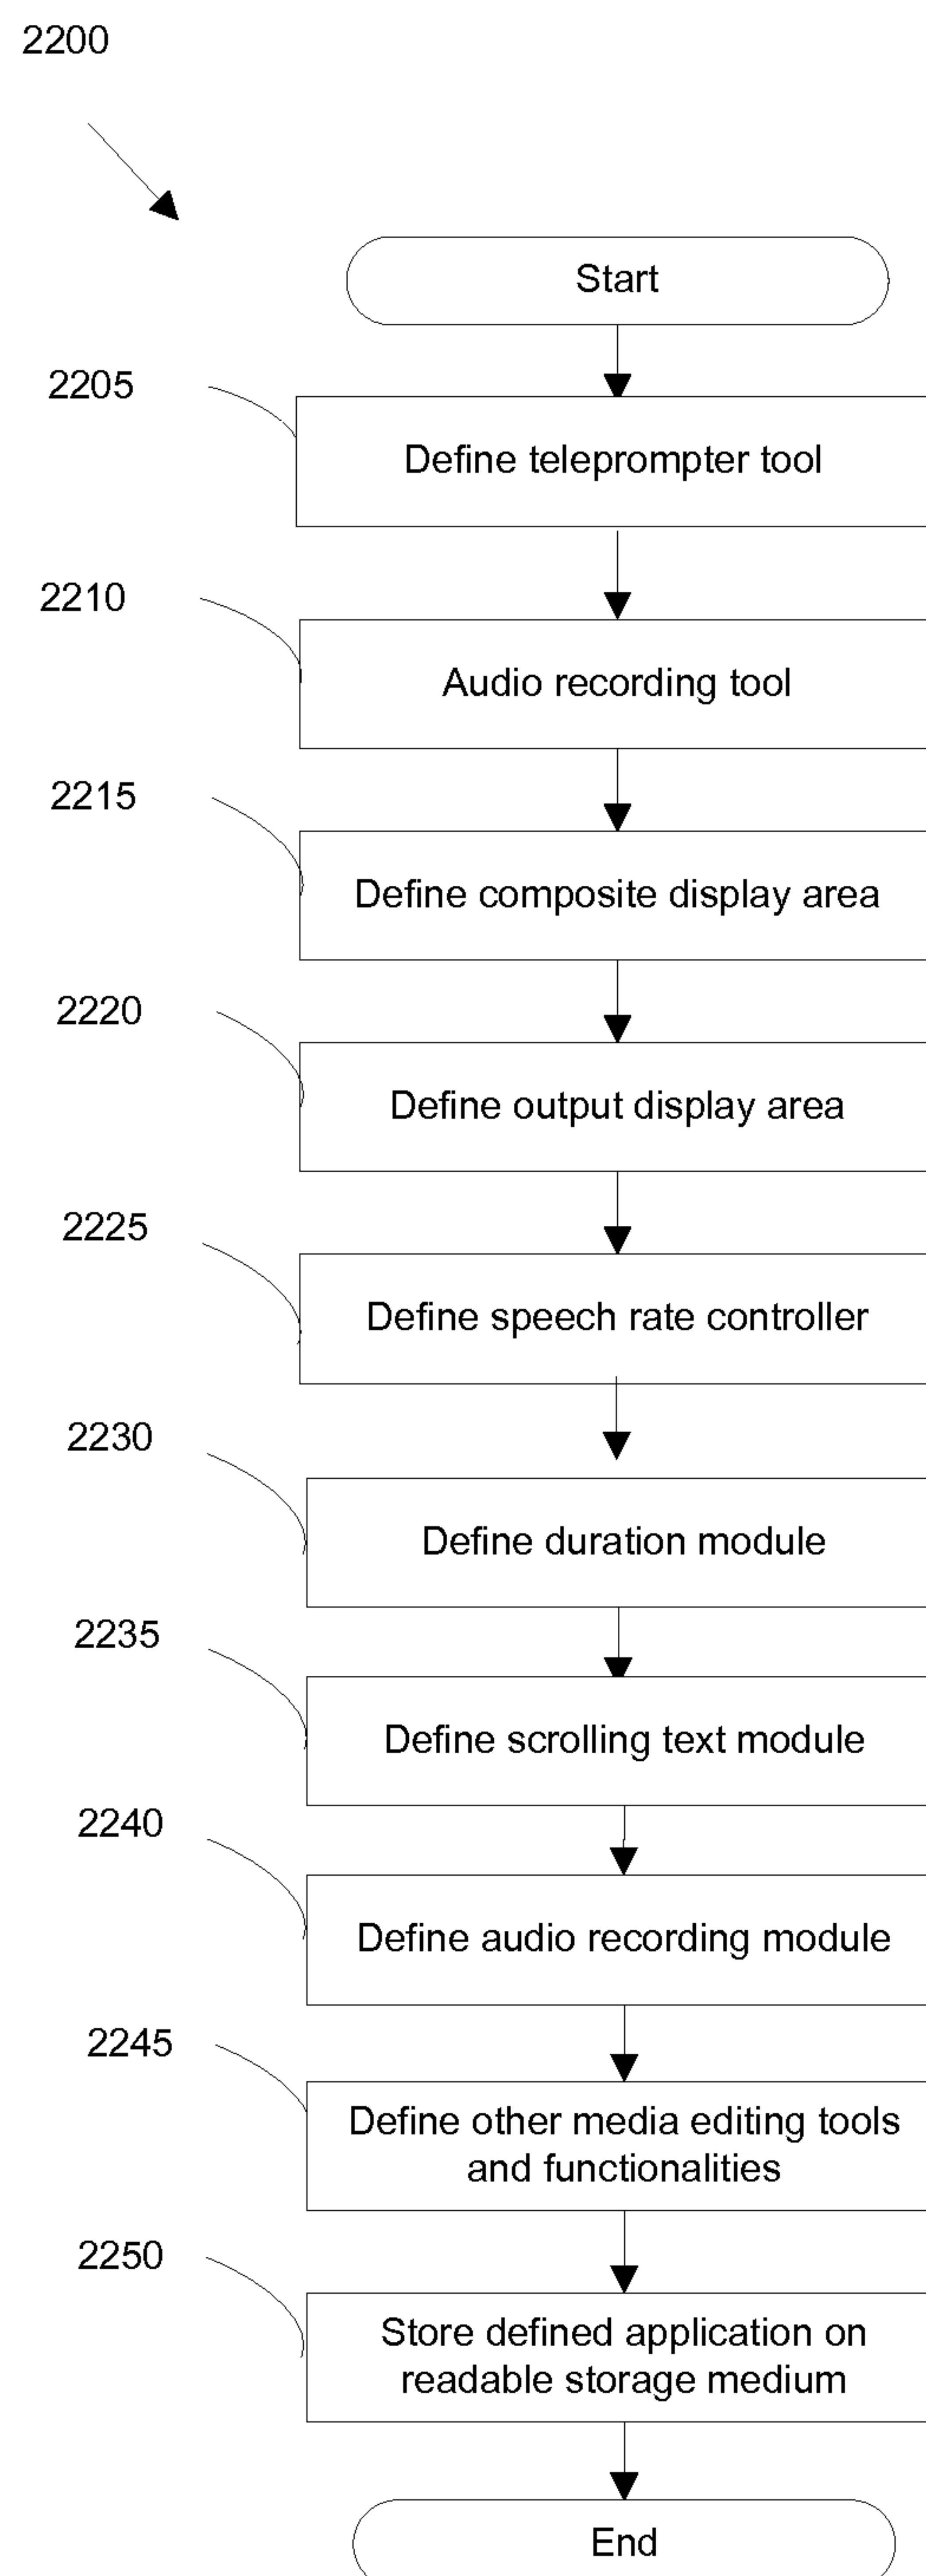 2200
Start
2205
Define teleprompter tool
2210
Audio recording tool
2215
Define composite display area
2220
Define output display area
2225
Define speech rate controller
2230
Define duration module
2235
Define scrolling text module
2240
Define audio recording module
2245
Define other media editing tools
and functionalities
2250
Store defined application on
readable storage medium
End